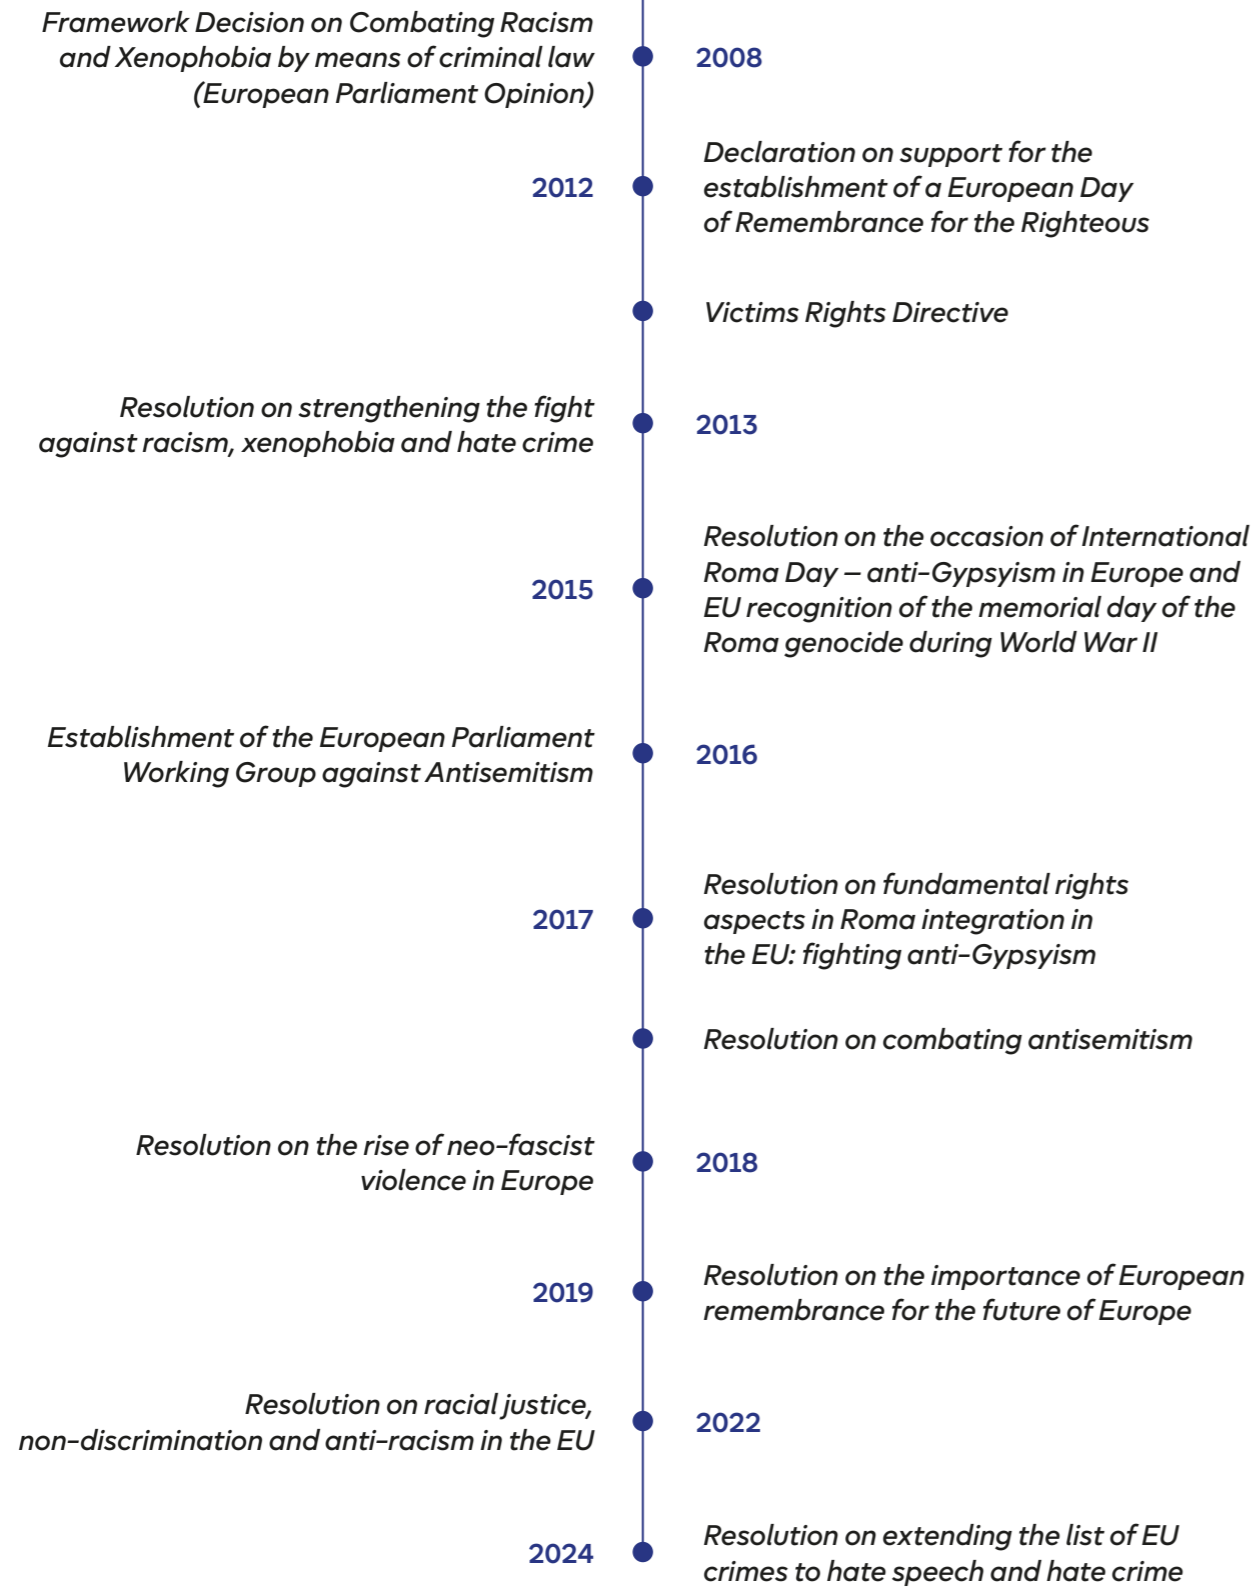 Framework Decision on Combating Racism
and Xenophobia by means of criminal law
(European Parliament Opinion)
2008
2012
Declaration on support for the
establishment of a European Day
of Remembrance for the Righteous
Victims Rights Directive
Resolution on strengthening the fight
against racism, xenophobia and hate crime
2013
2015
Resolution on the occasion of International
Roma Day – anti-Gypsyism in Europe and
EU recognition of the memorial day of the
Roma genocide during World War II
Establishment of the European Parliament
Working Group against Antisemitism
2016
2017
Resolution on fundamental rights
aspects in Roma integration in
the EU: fighting anti-Gypsyism
Resolution on combating antisemitism
Resolution on the rise of neo-fascist
violence in Europe
2018
2019
Resolution on the importance of European
remembrance for the future of Europe
Resolution on racial justice,
non-discrimination and anti-racism in the EU
2022
2024
Resolution on extending the list of EU
crimes to hate speech and hate crime